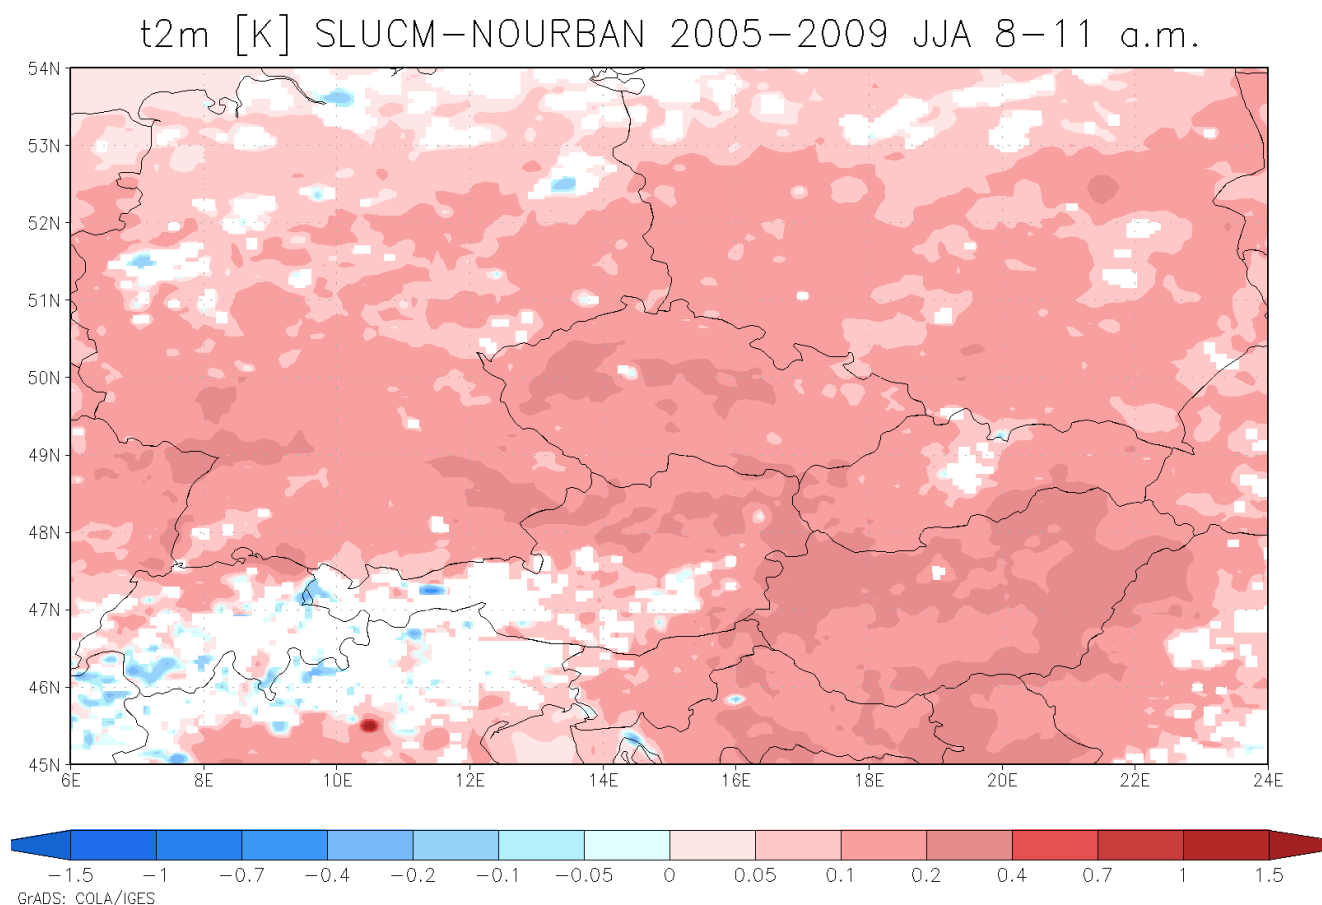 t2m [K] SLUCM-NOURBAN 2005-2009 JJA 8-11 a.m.
54N
53N
52N
51N
50N
49N
48N
47N
46N
45N
6E 8E 10E 12E 14E 16E 18E 20E 22E 24E
-1.5 -1 -0.7 -0.4 -0.2 -0.1 -0.05 0 0.05 0.1 0.2 0.4 0.7 1 1.5
GrADS: COLA/IGES